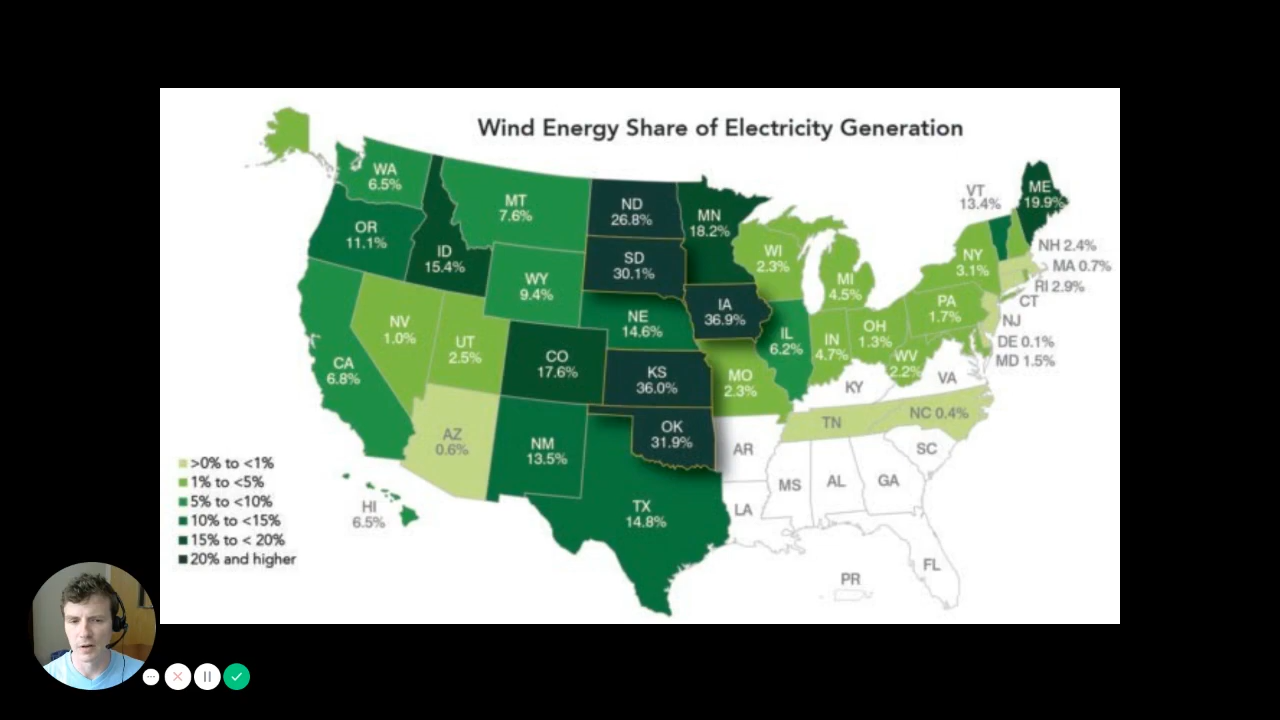 Wind Energy Share of Electricity Generation
WA
6.5%
OR
11.1%
CA
6.8%
ID
15.4%
NV
1.0%
MT
7.6%
WY
9.4%
UT
2.5%
AZ
0.6%
CO
17.6%
NM
13.5%
ND
26.8%
SD
30.1%
NE
14.6%
KS
36.0%
OK
31.9%
TX
14.8%
MN
18.2%
IA
36.9%
MO
2.3%
AR
LA
WI
2.3%
IL
6.2%
MI
4.5%
IN
4.7%
OH
1.3%
KY
TN
MS
AL
GA
FL
SC
NC 0.4%
VA
WV
2.2%
PA
1.7%
NY
3.1%
VT
13.4%
ME
19.9%
NH 2.4%
MA 0.7%
RI 2.9%
CT
NJ
DE 0.1%
MD 1.5%
PR
HI
6.5%
>0% to <1%
1% to <5%
5% to <10%
10% to <15%
15% to < 20%
20% and higher